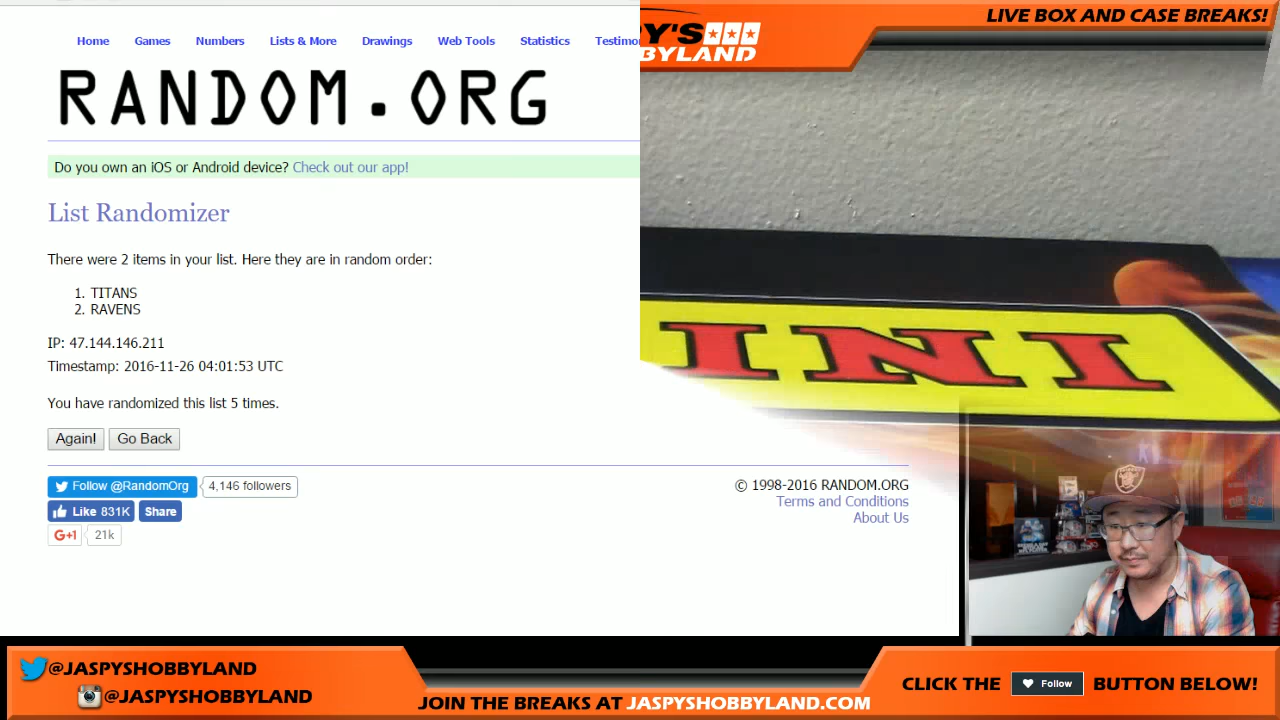 LIVE BOX AND CASE BREAKS!
Home Games Numbers Lists & More Drawings Web Tools Statistics Testimo
Y'S
BYLAND
RANDOM.ORG
Do you own an iOS or Android device? Check out our app!
List Randomizer
There were 2 items in your list. Here they are in random order:
1. TITANS
2. RAVENS
IP: 47.144.146.211
Timestamp: 2016-11-26 04:01:53 UTC
INI
You have randomized this list 5 times.
Again! Go Back
Follow @RandomOrg 4,146 followers
Like 831K Share
G+1 21k
© 1998-2016 RANDOM.ORG
Terms and Conditions
About Us
@JASPYSHOBBYLAND
@JASPYSHOBBYLAND
JOIN THE BREAKS AT JASPYSHOBBYLAND.COM
CLICK THE Follow BUTTON BELOW!